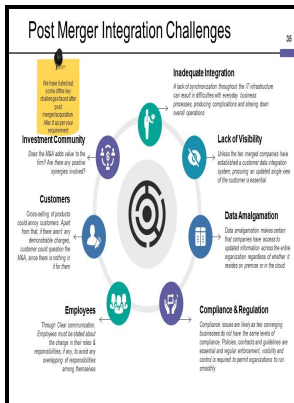 Post Merger Integration Challenges
35
We have listed out
some of the key
challenges faced after
post
merger/acquisition.
Alter it as per your
requirement
Inadequate Integration
A lack of synchronization throughout the IT infrastructure
can result in difficulties with everyday business
processes, producing complications and slowing down
overall operations
Investment Community
Does the M&A adds value to the
firm? Are there any positive
synergies involved?
Lack of Visibility
Unless the two merged companies have
established a customer data integration
system, procuring an updated single view
of the customer is essential
Customers
Cross-selling of products
could annoy customers. Apart
from that, if there aren't any
demonstrable changes,
customer could question the
M&A, since there is nothing in
it for them
Data Amalgamation
Data amalgamation makes certain
that companies have access to
updated information across the entire
organization regardless of whether it
resides on premise or in the cloud
Employees
Through Clear communication,
Employees must be stated about
the change in their roles &
responsibilities, if any, to avoid any
overlapping of responsibilities
among themselves
Compliance & Regulation
Compliance issues are likely as two converging
businesses do not have the same levels of
compliance. Policies, contracts and guidelines are
essential and regular enforcement, visibility and
control is required to permit organizations to run
smoothly